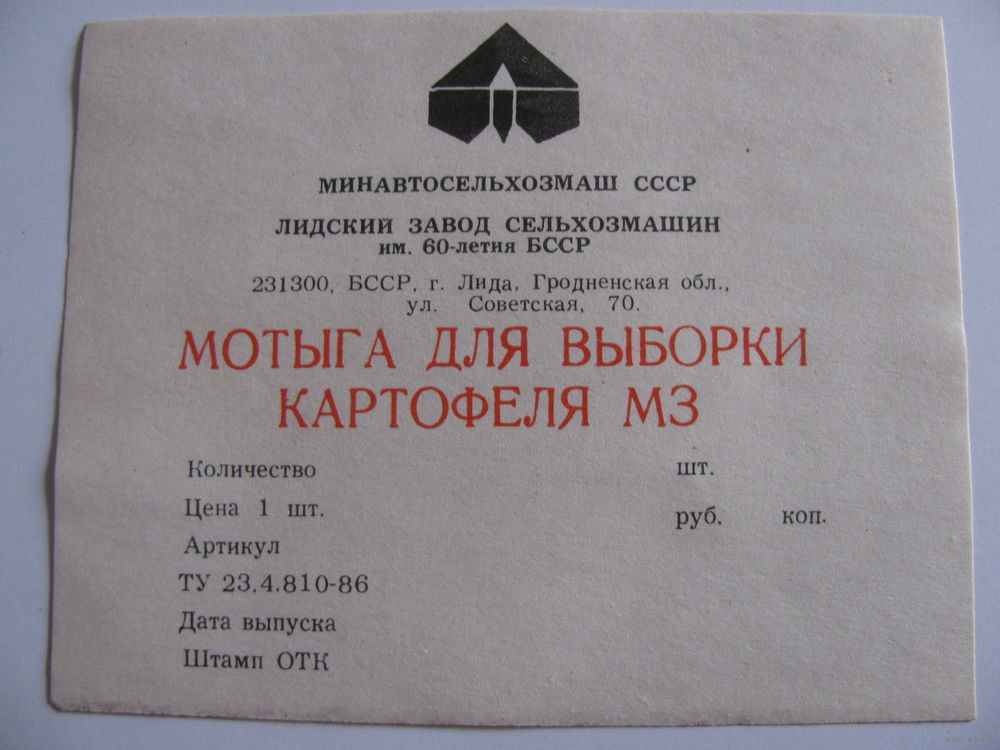 МИНАВТОСЕЛЬХОЗМАШ СССР
ЛИДСКИЙ ЗАВОД СЕЛЬХОЗМАШИН
им. 60-летия БССР
231300, БССР, г. Лида, Гродненская обл.,
ул. Советская, 70.
МОТЫГА ДЛЯ ВЫБОРКИ
КАРТОФЕЛЯ МЗ
Количество шт.
Цена 1 шт. руб. коп.
Артикул
ТУ 23.4.810-86
Дата выпуска
Штамп ОТК